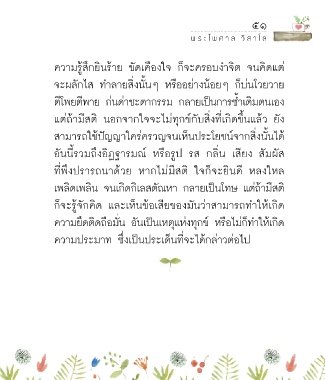 ๕๑
พระไพศาล วิสาโล
ความรู้สึกยินร้าย ขัดเคืองใจ ก็จะครอบงำจิต จนคิดแต่
จะผลักไส ทำลายสิ่งนั้นๆ หรืออย่างน้อยๆ ก็บ่นโวยวาย
ตีโพยตีพาย ก่นด่าชะตากรรม กลายเป็นการซ้ำเติมตนเอง
แต่ถ้ามีสติ นอกจากใจจะไม่ทุกข์กับสิ่งที่เกิดขึ้นแล้ว ยัง
สามารถใช้ปัญญาใคร่ครวญจนเห็นประโยชน์จากสิ่งนั้นได้
อันนี้รวมถึงอิฏฐารมณ์ หรือรูป รส กลิ่น เสียง สัมผัส
ที่พึงปรารถนาด้วย หากไม่มีสติ ใจก็จะยินดี หลงใหล
เพลิดเพลิน จนเกิดกิเลสตัณหา กลายเป็นโทษ แต่ถ้ามีสติ
ก็จะรู้จักคิด และเห็นข้อเสียของมันว่าสามารถทำให้เกิด
ความยึดติดถือมั่น อันเป็นเหตุแห่งทุกข์ หรือไม่ก็ทำให้เกิด
ความประมาท ซึ่งเป็นประเด็นที่จะได้กล่าวต่อไป